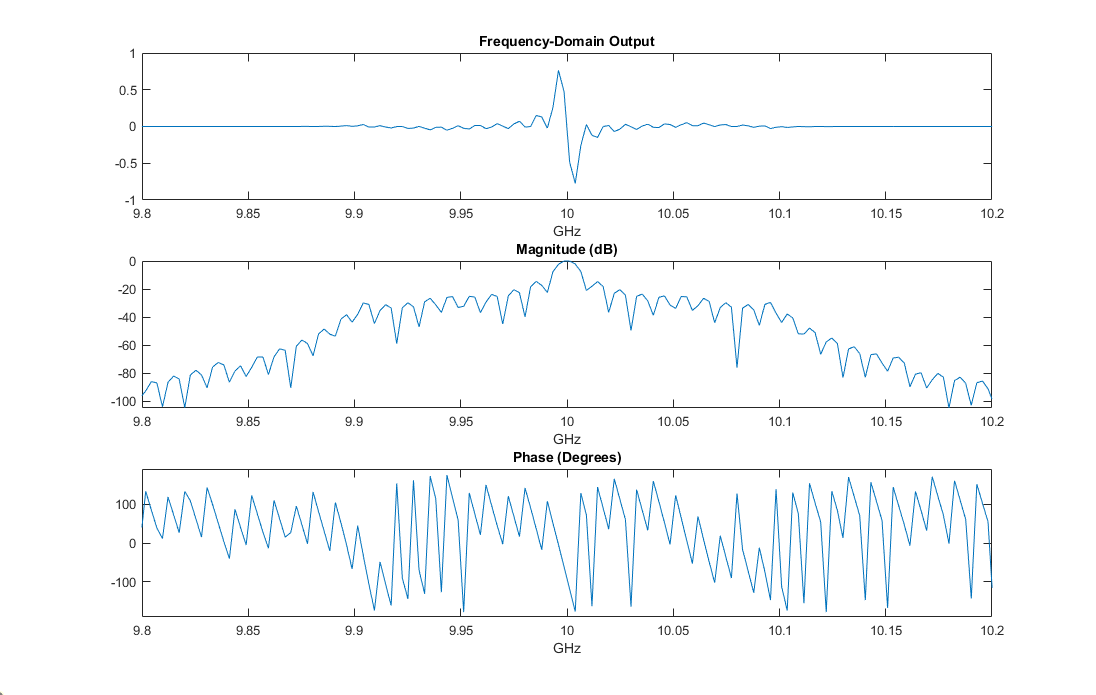 Frequency-Domain Output
1
0.5
0
-0.5
-1
9.8 9.85 9.9 9.95 10 10.05 10.1 10.15 10.2
GHz
Magnitude (dB)
0
-20
-40
-60
-80
-100
9.8 9.85 9.9 9.95 10 10.05 10.1 10.15 10.2
GHz
Phase (Degrees)
100
0
-100
9.8 9.85 9.9 9.95 10 10.05 10.1 10.15 10.2
GHz